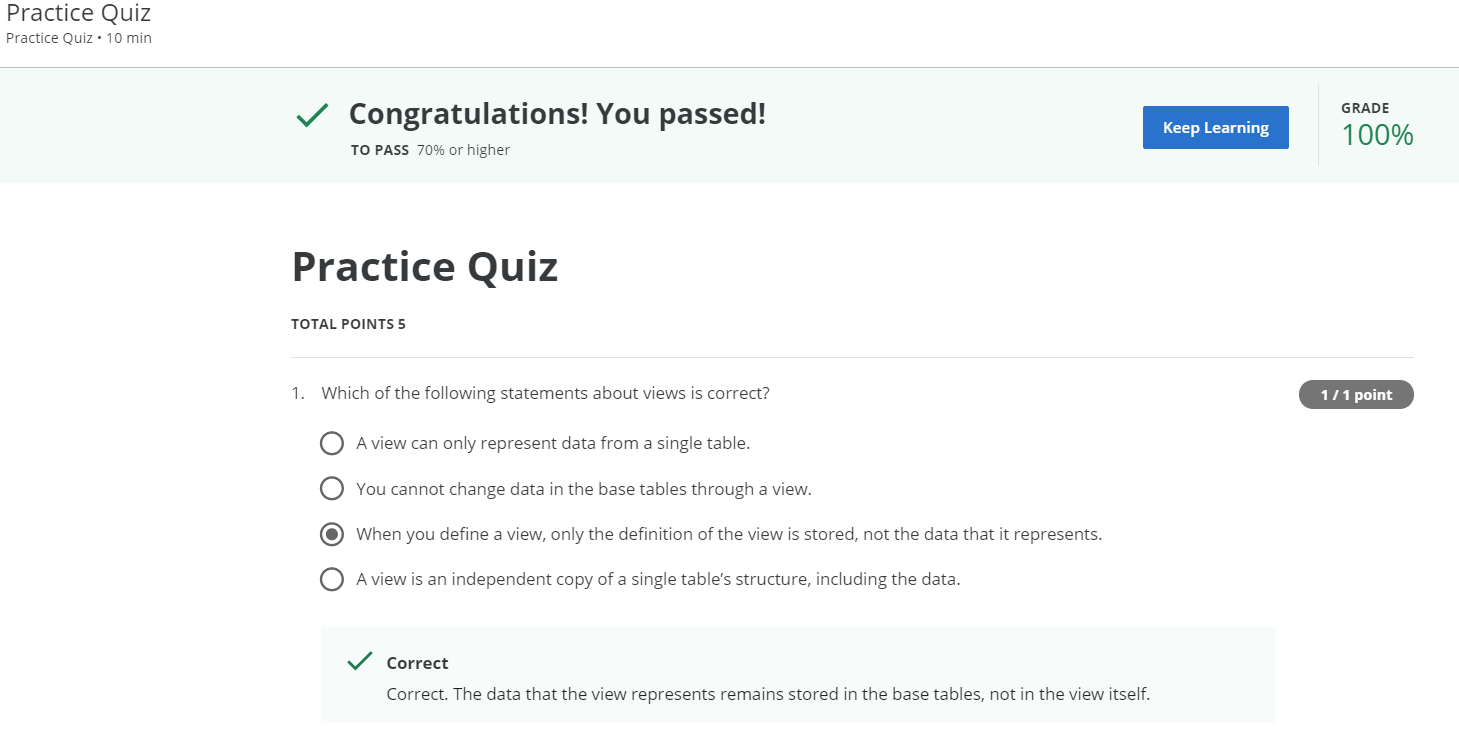 Practice Quiz
Practice Quiz • 10 min
Congratulations! You passed!
TO PASS 70% or higher
Keep Learning
GRADE
100%
Practice Quiz
TOTAL POINTS 5
1. Which of the following statements about views is correct?
1 / 1 point
A view can only represent data from a single table.
You cannot change data in the base tables through a view.
When you define a view, only the definition of the view is stored, not the data that it represents.
A view is an independent copy of a single table’s structure, including the data.
Correct
Correct. The data that the view represents remains stored in the base tables, not in the view itself.